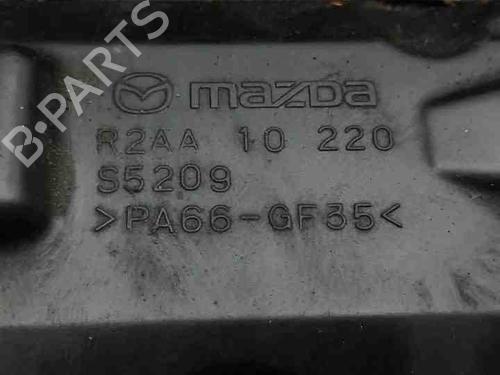 B-PARTS
mazda
R2AA 10 220
S5209
>PA66-GF35<